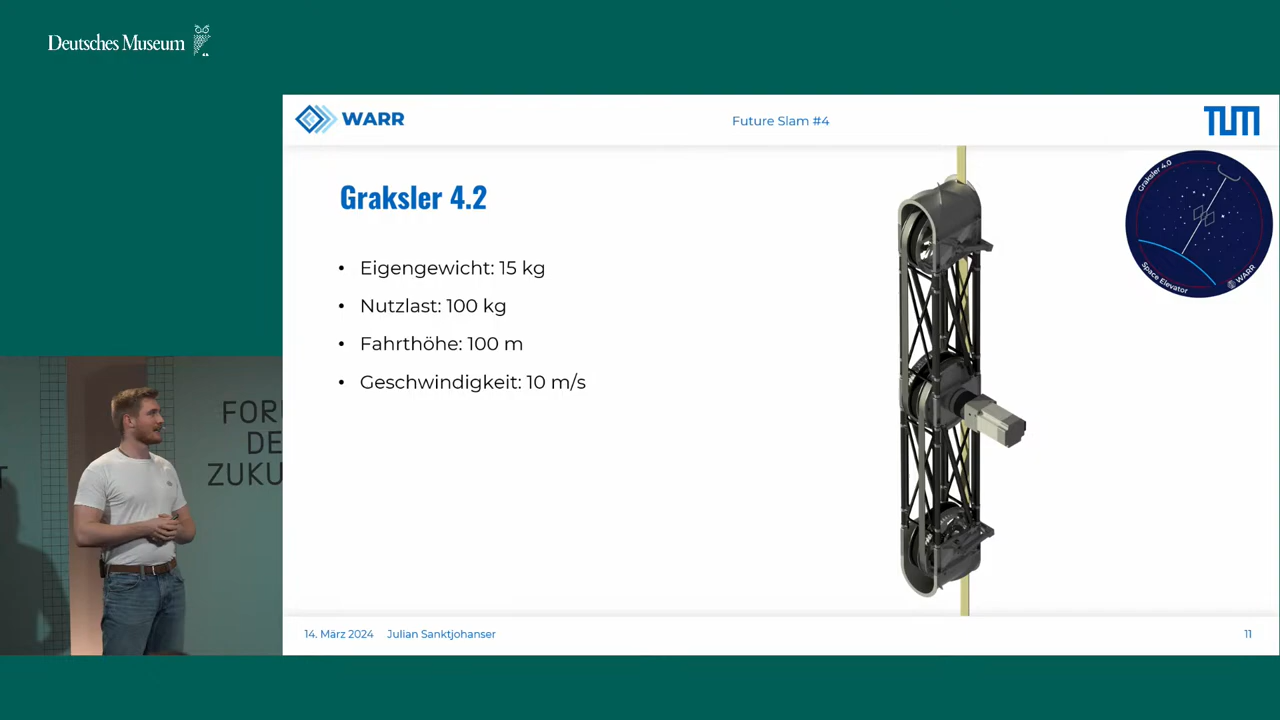 Deutsches Museum
WARR
Future Slam #4
TUM
Graksler 4.2
Graksler 4.0
Space Elevator
WARR
• Eigengewicht: 15 kg
• Nutzlast: 100 kg
• Fahrthöhe: 100 m
• Geschwindigkeit: 10 m/s
FORU
DE
ZUKU
T
14. März 2024 Julian Sanktjohanser
11